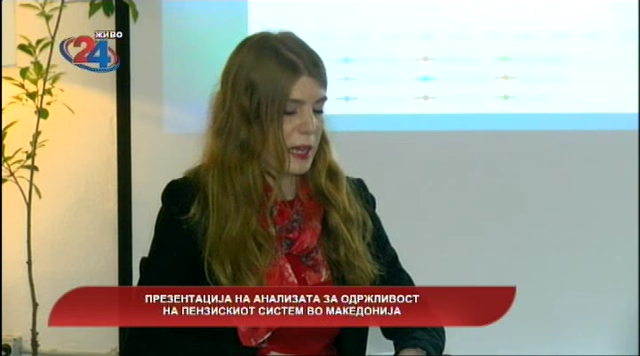 ЖИВО
24
ПРЕЗЕНТАЦИЈА НА АНАЛИЗАТА ЗА ОДРЖЛИВОСТ
НА ПЕНЗИСКИОТ СИСТЕМ ВО МАКЕДОНИЈА